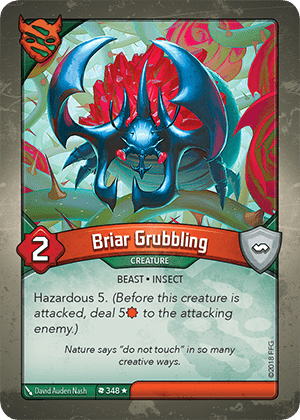 Briar Grubbling
2
CREATURE
BEAST • INSECT
Hazardous 5. (Before this creature is
attacked, deal 5 to the attacking
enemy.)
Nature says "do not touch" in so many
creative ways.
David Auden Nash
348
©2018 FFG